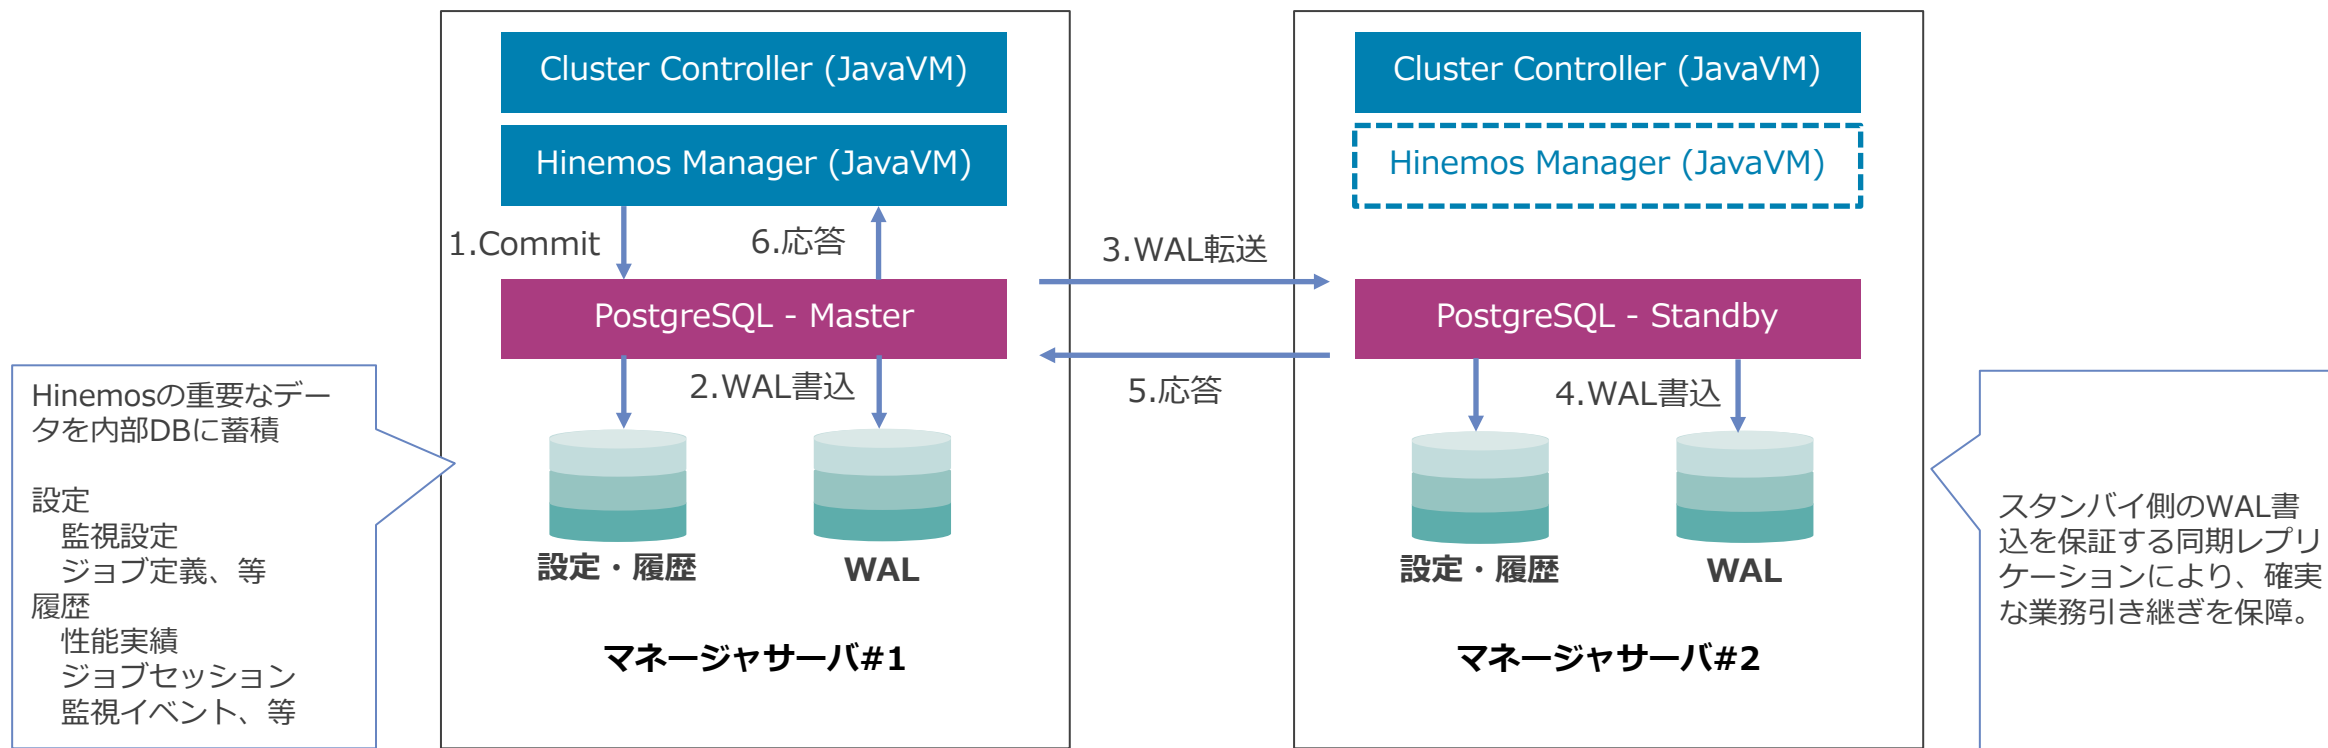 Cluster Controller (JavaVM)
Hinemos Manager (JavaVM)
1.Commit
6.応答
PostgreSQL - Master
2.WAL書込
設定・履歴
WAL
マネージャサーバ#1
3.WAL転送
5.応答
Cluster Controller (JavaVM)
Hinemos Manager (JavaVM)
PostgreSQL - Standby
4.WAL書込
設定・履歴
WAL
マネージャサーバ#2
Hinemosの重要なデー
タを内部DBに蓄積
設定
監視設定
ジョブ定義、等
履歴
性能実績
ジョブセッション
監視イベント、等
スタンバイ側のWAL書
込を保証する同期レプリ
ケーションにより、確実
な業務引き継ぎを保障。